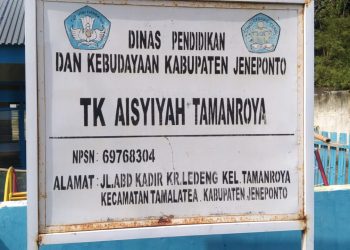 DINAS PENDIDIKAN
DAN KEBUDAYAAN KABUPATEN JENEPONTO
TK AISYIYAH TAMANROYA
NPSN : 69768304
ALAMAT : JL.ABD KADIR KR.LEDENG KEL.TAMANROYA
KECAMATAN TAMALATEA . KABUPATEN JENEPONTO